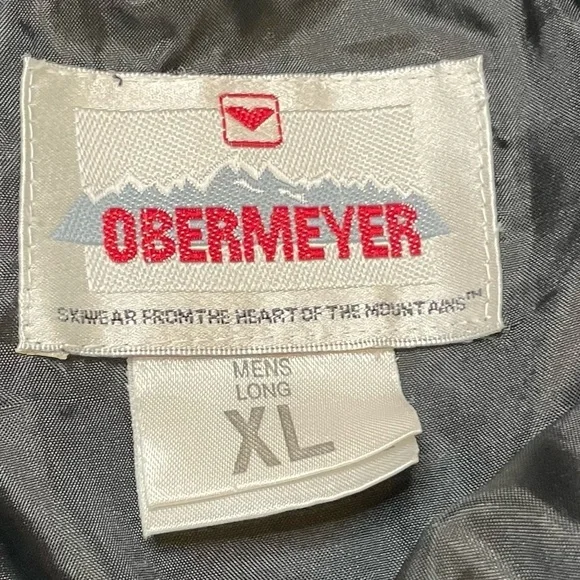 OBERMEYER
SKIWEAR FROM THE HEART OF THE MOUNTAINS™
MENS
LONG
XL